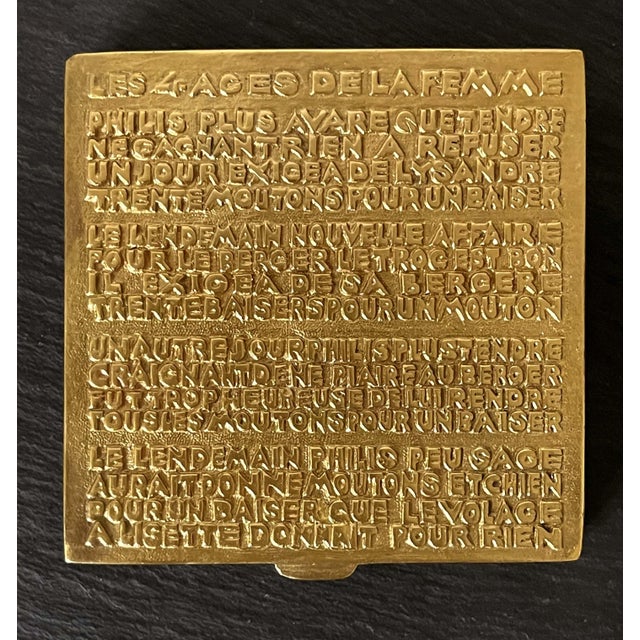 LES 4 AGES DE LA FEMME
PHILIS PLUS AVARE QUE TENDRE
NE GAGNANT RIEN A REFUSER
UN JOUR EXIGEA DE LYSANDRE
TRENTE MOUTONS POUR UN BAISER
LE LENDEMAIN NOUVELLE AFFAIRE
POUR LE BERGER LE TROC EST BON
IL EXIGEA DE SA BERGERE
TRENTE BAISERS POUR UN MOUTON
UN AUTRE JOUR PHILIS PLUS TENDRE
CRAIGNANT DE NE PLAIRE AU BERGER
FUT TROP HEUREUSE DE LUI RENDRE
TOUS LES MOUTONS POUR UN BAISER
LE LENDEMAIN PHILIS PEU SAGE
AURAIT DONNE MOUTONS ET CHIEN
POUR UN BAISER QUE LE VOLAGE
A LISETTE DONNAIT POUR RIEN